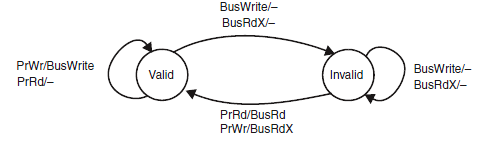 BusWrite/–
BusRdX/–
PrWr/BusWrite
PrRd/–
Valid
Invalid
BusWrite/–
BusRdX/–
PrRd/BusRd
PrWr/BusRdX